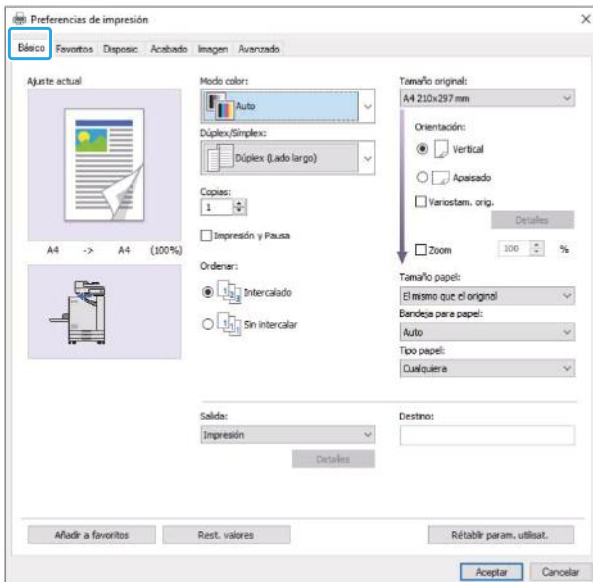 Preferencias de impresión
Básico Favoritos Disposic Acabado Imagen Avanzado
Ajuste actual
A4 -> A4 (100%)
Modo color:
Auto
Dúplex/Símplex:
Dúplex (Lado largo)
Copias:
1
Impresión y Pausa
Ordenar:
Intercalado
Sin intercalar
Tamaño original:
A4 210x297 mm
Orientación:
Vertical
Apaisado
Variostam. orig.
Detalles
Zoom 100 %
Tamaño papel:
El mismo que el original
Bandeja para papel:
Auto
Tipo papel:
Cualquiera
Salida:
Impresión
Detalles
Destino:
Añadir a favoritos Rest. valores Rétablir param. utilisat.
Aceptar Cancelar